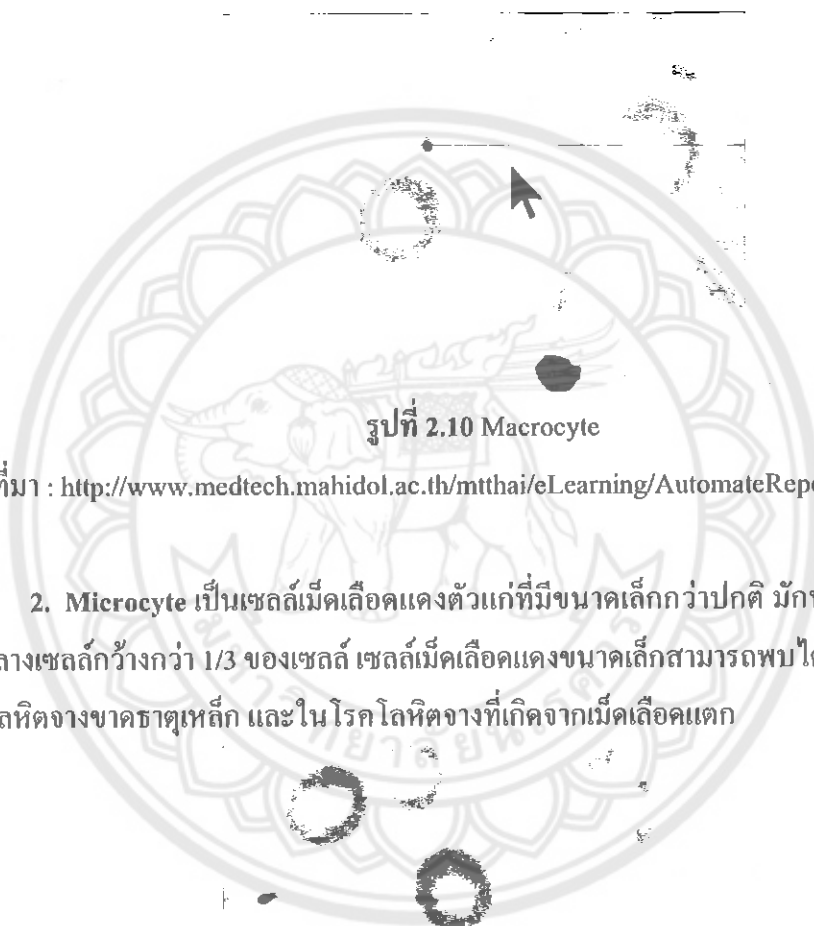 รูปที่ 2.10 Macrocyte
ที่มา : http://www.medtech.mahidol.ac.th/mtthai/eLearning/AutomateRepo
2. Microcyte เป็นเซลล์เม็ดเลือดแดงตัวแก่ที่มีขนาดเล็กกว่าปกติ มัก
ลางเซลล์กว้างกว่า 1/3 ของเซลล์ เซลล์เม็ดเลือดแดงขนาดเล็กสามารถพบได้
ลหิตจางขาดธาตุเหล็ก และในโรคโลหิตจางที่เกิดจากเม็ดเลือดแตก